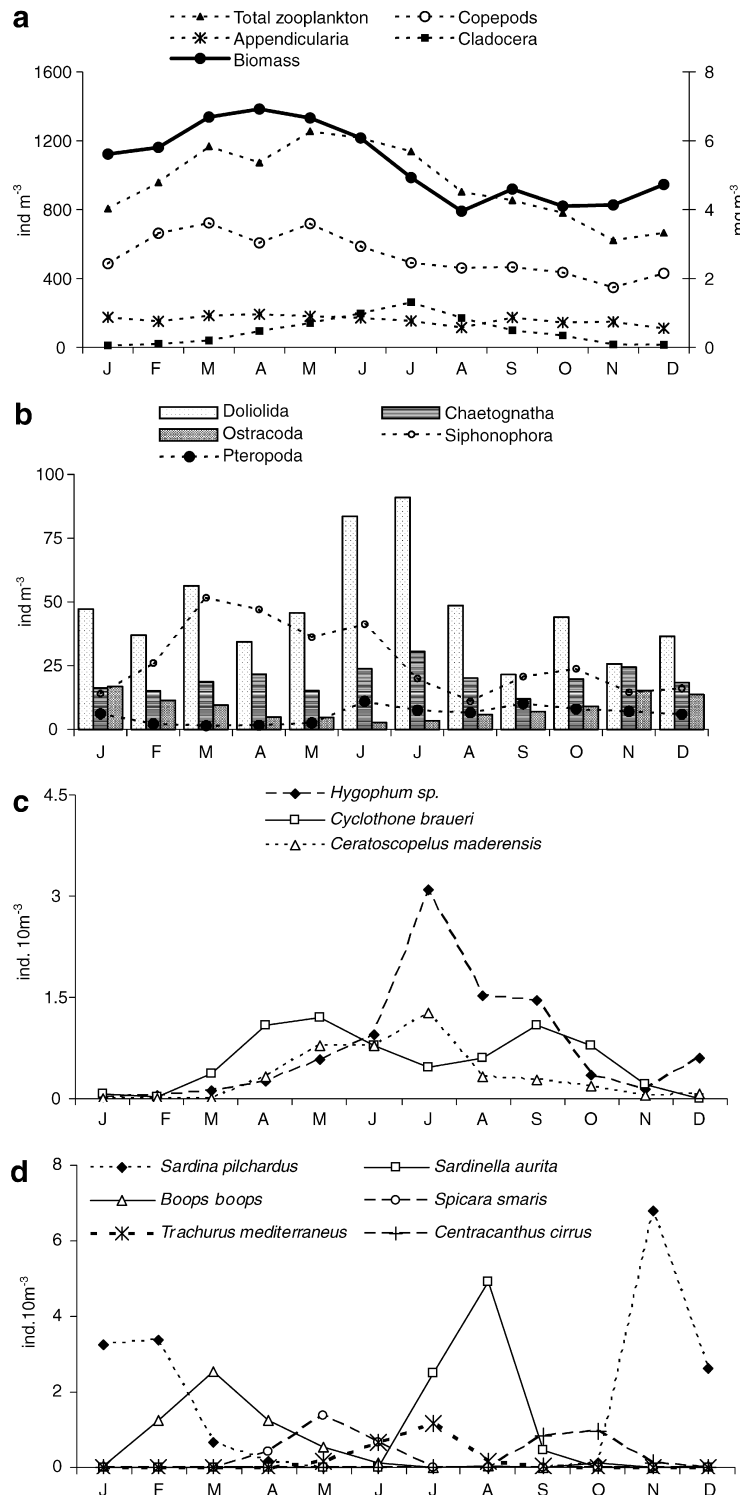 a
Total zooplankton Copepods
Appendicularia Cladocera
Biomass
1600 8
1200 6
800 4
400 2
0 0
ind m-3
mg m-3
J F M A M J J A S O N D
b
Doliolida Chaetognatha
Ostracoda Siphonophora
Pteropoda
100
75
50
25
0
ind m-3
J F M A M J J A S O N D
c
Hygophum sp.
Cyclothone braueri
Ceratoscopelus maderensis
4.5
3
1.5
0
ind. 10m-3
J F M A M J J A S O N D
d
Sardina pilchardus Sardinella aurita
Boops boops Spicara smaris
Trachurus mediterraneus Centracanthus cirrus
8
6
4
2
0
ind.10m-3
J F M A M J J A S O N D